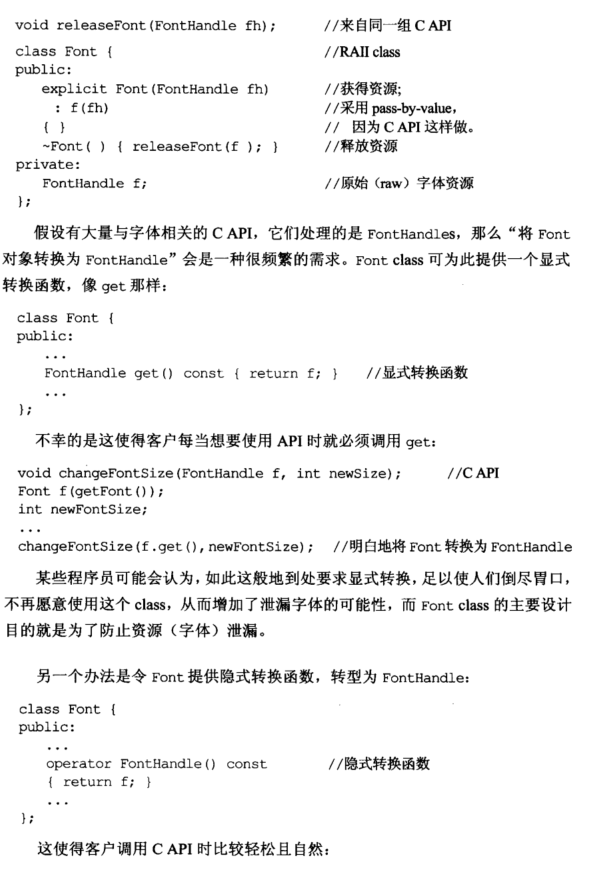 void releaseFont(FontHandle fh); //来自同一组 C API
class Font { //RAII class
public:
explicit Font(FontHandle fh) //获得资源;
: f(fh) //采用 pass-by-value,
{ } // 因为 C API 这样做。
~Font( ) { releaseFont(f ); } //释放资源
private:
FontHandle f; //原始（raw）字体资源
};
假设有大量与字体相关的 C API，它们处理的是 FontHandles，那么“将 Font
对象转换为 FontHandle”会是一种很频繁的需求。Font class 可为此提供一个显式
转换函数，像 get 那样：
class Font {
public:
...
FontHandle get() const { return f; } //显式转换函数
...
};
不幸的是这使得客户每当想要使用 API 时就必须调用 get：
void changeFontSize(FontHandle f, int newSize); //C API
Font f(getFont());
int newFontSize;
...
changeFontSize(f.get(),newFontSize); //明白地将 Font 转换为 FontHandle
某些程序员可能会认为，如此这般地到处要求显式转换，足以使人们倒尽胃口，
不再愿意使用这个 class，从而增加了泄漏字体的可能性，而 Font class 的主要设计
目的就是为了防止资源（字体）泄漏。
另一个办法是令 Font 提供隐式转换函数，转型为 FontHandle：
class Font {
public:
...
operator FontHandle() const //隐式转换函数
{ return f; }
...
};
这使得客户调用 C API 时比较轻松且自然：